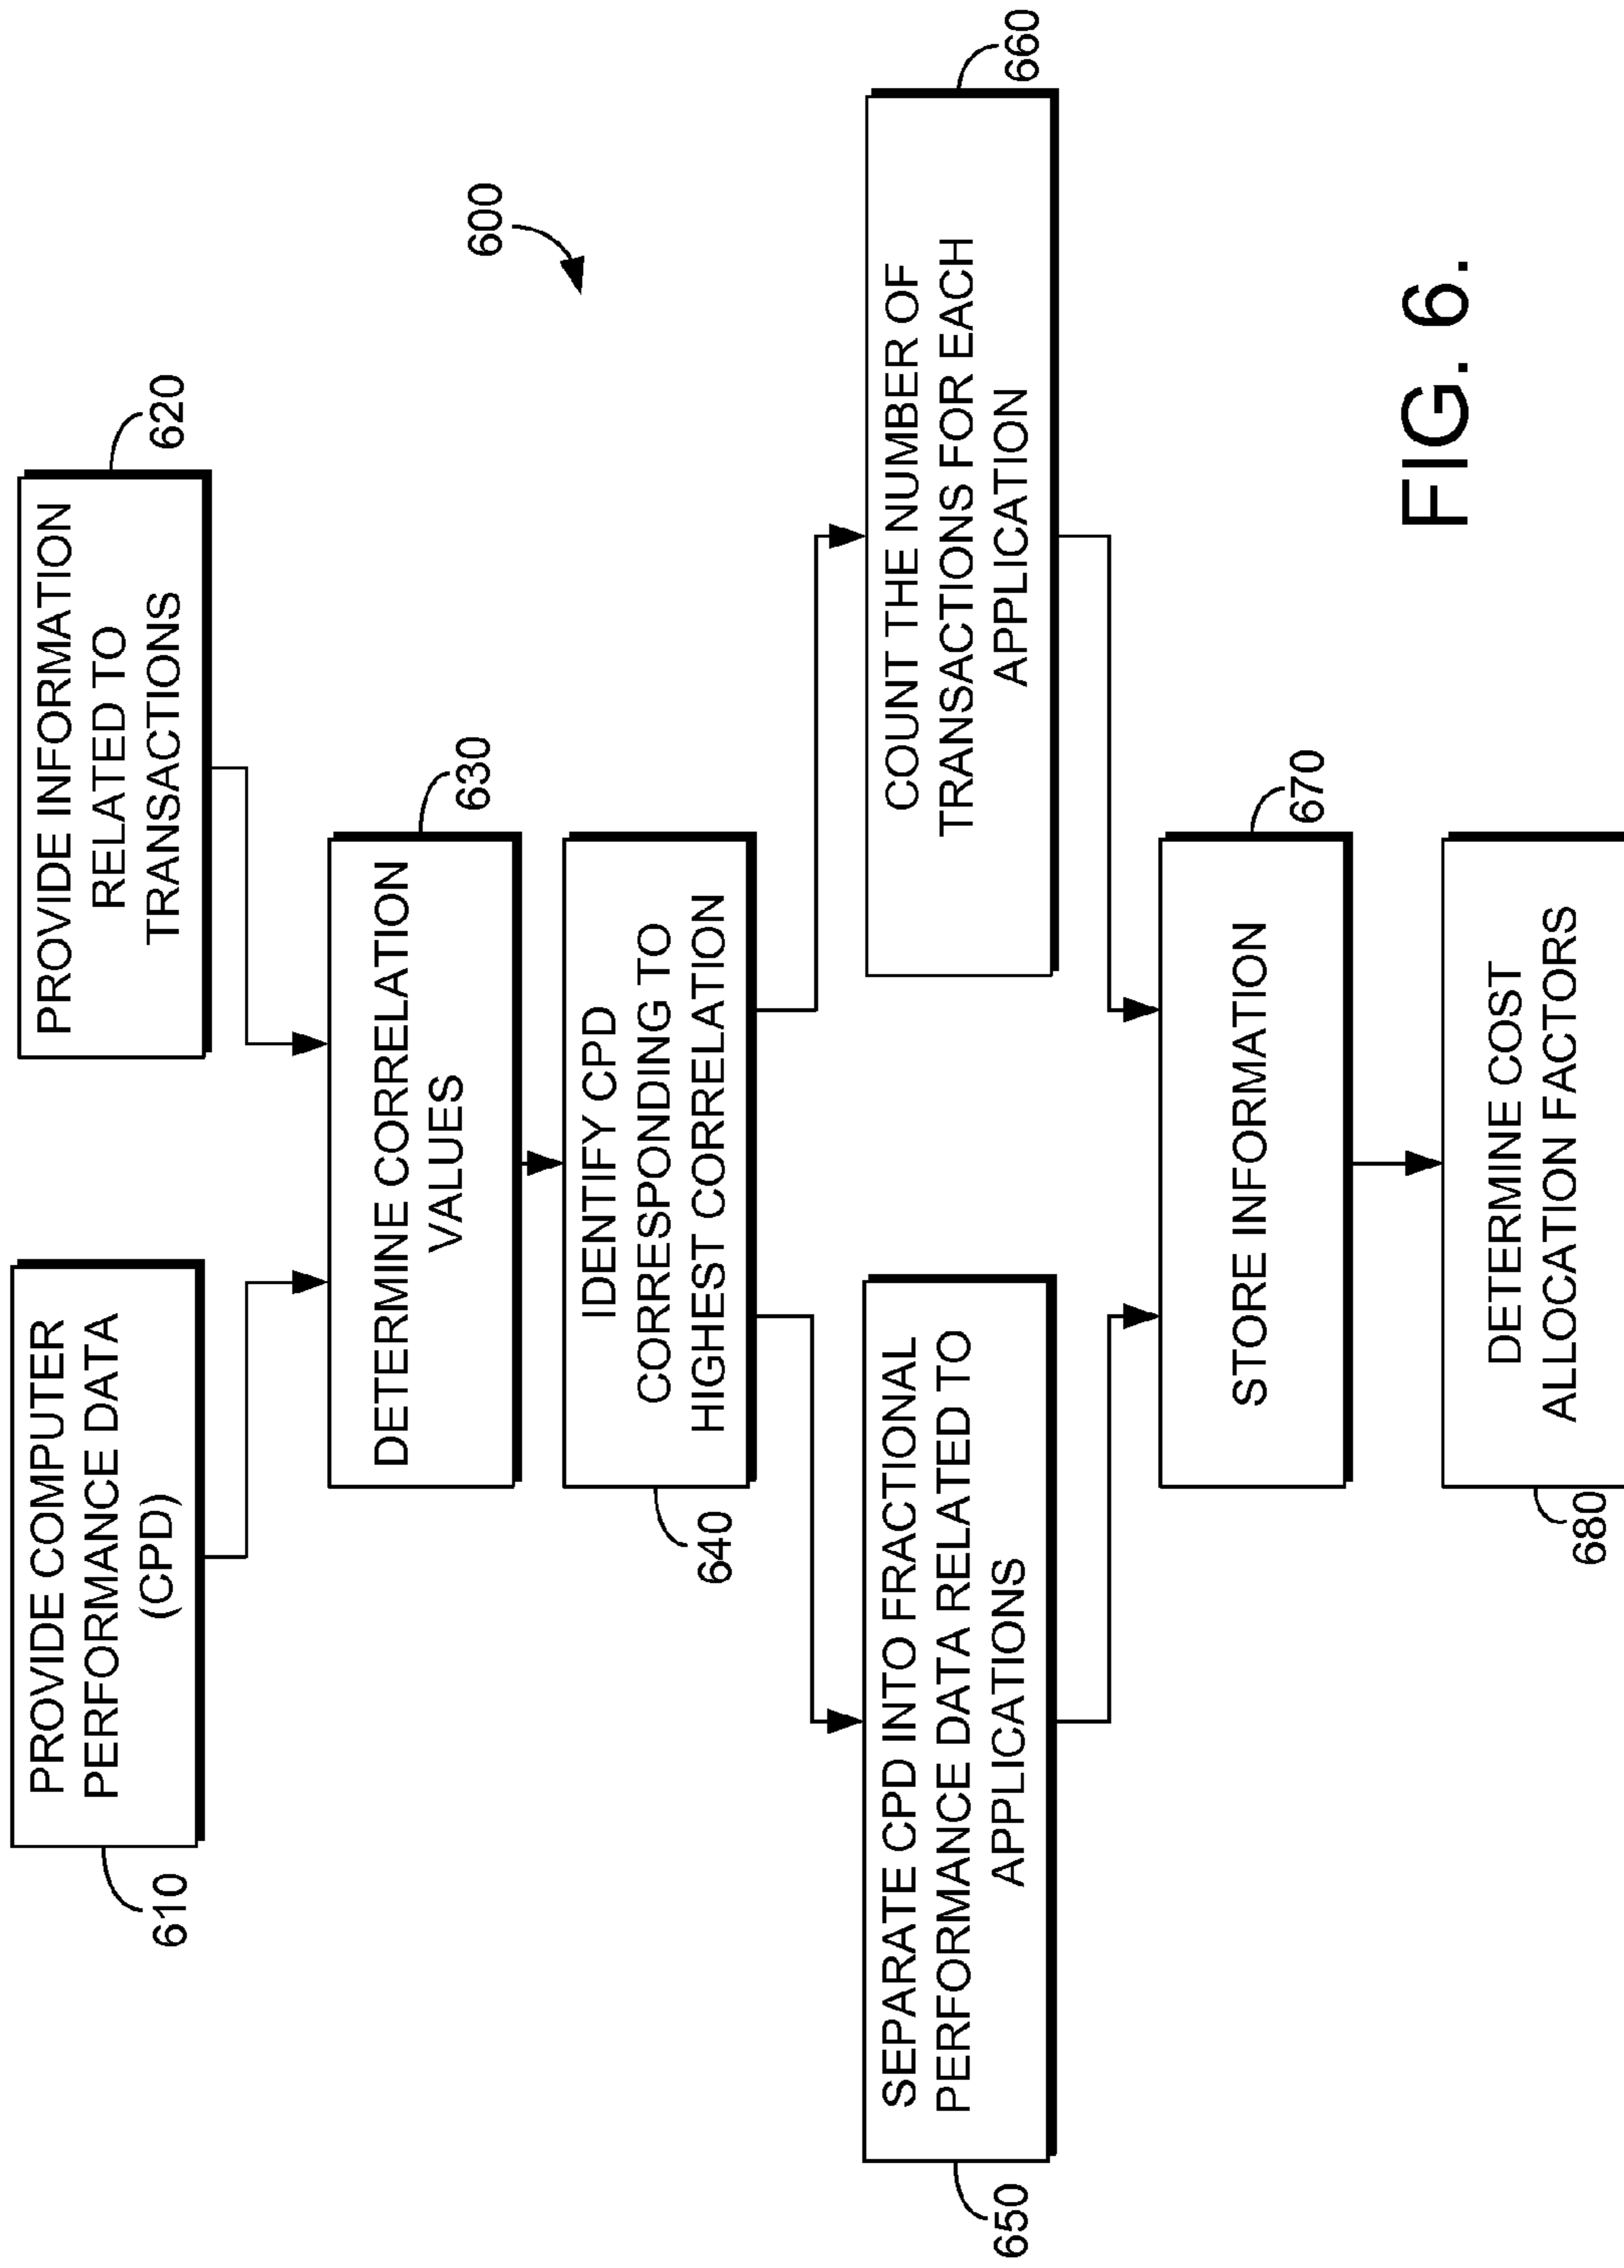 610
PROVIDE COMPUTER
PERFORMANCE DATA
(CPD)
620
PROVIDE INFORMATION
RELATED TO
TRANSACTIONS
600
630
DETERMINE CORRELATION
VALUES
640
IDENTIFY CPD
CORRESPONDING TO
HIGHEST CORRELATION
650
SEPARATE CPD INTO FRACTIONAL
PERFORMANCE DATA RELATED TO
APPLICATIONS
660
COUNT THE NUMBER OF
TRANSACTIONS FOR EACH
APPLICATION
670
STORE INFORMATION
680
DETERMINE COST
ALLOCATION FACTORS
FIG. 6.